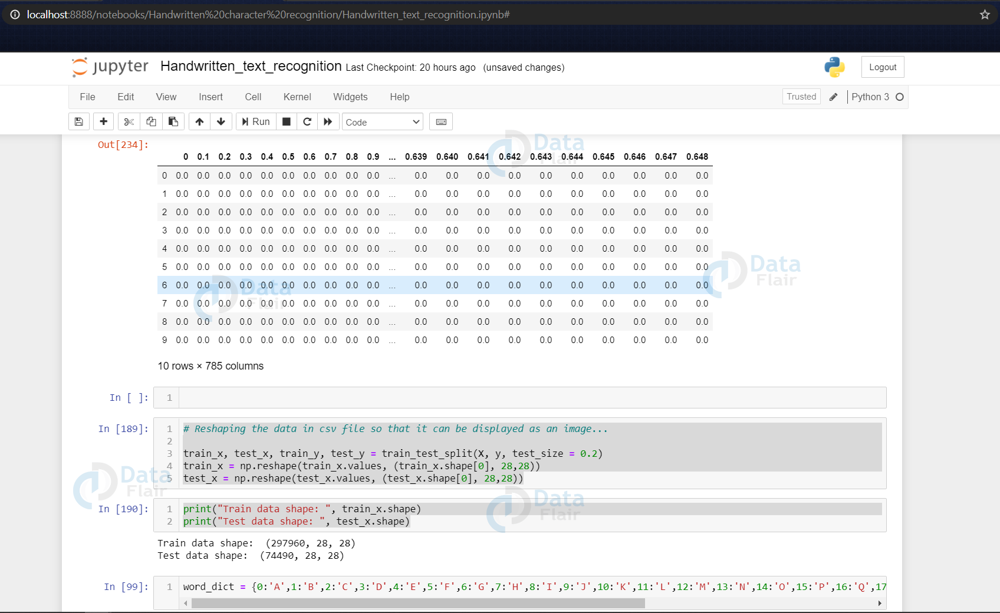 localhost:8888/notebooks/Handwritten%20character%20recognition/Handwritten_text_recognition.ipynb#
jupyter Handwritten_text_recognition Last Checkpoint: 20 hours ago (unsaved changes)
Logout
File Edit View Insert Cell Kernel Widgets Help
Trusted Python 3
Run Code
Out[234]:
0 0.1 0.2 0.3 0.4 0.5 0.6 0.7 0.8 0.9 ... 0.639 0.640 0.641 0.642 0.643 0.644 0.645 0.646 0.647 0.648
0 0.0 0.0 0.0 0.0 0.0 0.0 0.0 0.0 0.0 0.0 ... 0.0 0.0 0.0 0.0 0.0 0.0 0.0 0.0 0.0 0.0
1 0.0 0.0 0.0 0.0 0.0 0.0 0.0 0.0 0.0 0.0 ... 0.0 0.0 0.0 0.0 0.0 0.0 0.0 0.0 0.0 0.0
2 0.0 0.0 0.0 0.0 0.0 0.0 0.0 0.0 0.0 0.0 ... 0.0 0.0 0.0 0.0 0.0 0.0 0.0 0.0 0.0 0.0
3 0.0 0.0 0.0 0.0 0.0 0.0 0.0 0.0 0.0 0.0 ... 0.0 0.0 0.0 0.0 0.0 0.0 0.0 0.0 0.0 0.0
4 0.0 0.0 0.0 0.0 0.0 0.0 0.0 0.0 0.0 0.0 ... 0.0 0.0 0.0 0.0 0.0 0.0 0.0 0.0 0.0 0.0
5 0.0 0.0 0.0 0.0 0.0 0.0 0.0 0.0 0.0 0.0 ... 0.0 0.0 0.0 0.0 0.0 0.0 0.0 0.0 0.0 0.0
6 0.0 0.0 0.0 0.0 0.0 0.0 0.0 0.0 0.0 0.0 ... 0.0 0.0 0.0 0.0 0.0 0.0 0.0 0.0 0.0 0.0
7 0.0 0.0 0.0 0.0 0.0 0.0 0.0 0.0 0.0 0.0 ... 0.0 0.0 0.0 0.0 0.0 0.0 0.0 0.0 0.0 0.0
8 0.0 0.0 0.0 0.0 0.0 0.0 0.0 0.0 0.0 0.0 ... 0.0 0.0 0.0 0.0 0.0 0.0 0.0 0.0 0.0 0.0
9 0.0 0.0 0.0 0.0 0.0 0.0 0.0 0.0 0.0 0.0 ... 0.0 0.0 0.0 0.0 0.0 0.0 0.0 0.0 0.0 0.0
10 rows × 785 columns
In [ ]: 1
In [189]: 1 # Reshaping the data in csv file so that it can be displayed as an image...
2
3 train_x, test_x, train_y, test_y = train_test_split(X, y, test_size = 0.2)
4 train_x = np.reshape(train_x.values, (train_x.shape[0], 28,28))
5 test_x = np.reshape(test_x.values, (test_x.shape[0], 28,28))
In [190]: 1 print("Train data shape: ", train_x.shape)
2 print("Test data shape: ", test_x.shape)
Train data shape:  (297960, 28, 28)
Test data shape:  (74490, 28, 28)
In [99]: 1 word_dict = {0:'A',1:'B',2:'C',3:'D',4:'E',5:'F',6:'G',7:'H',8:'I',9:'J',10:'K',11:'L',12:'M',13:'N',14:'O',15:'P',16:'Q',17
Data
Flair
Data
Flair
Data
Flair
Data
Flair
Data
Flair